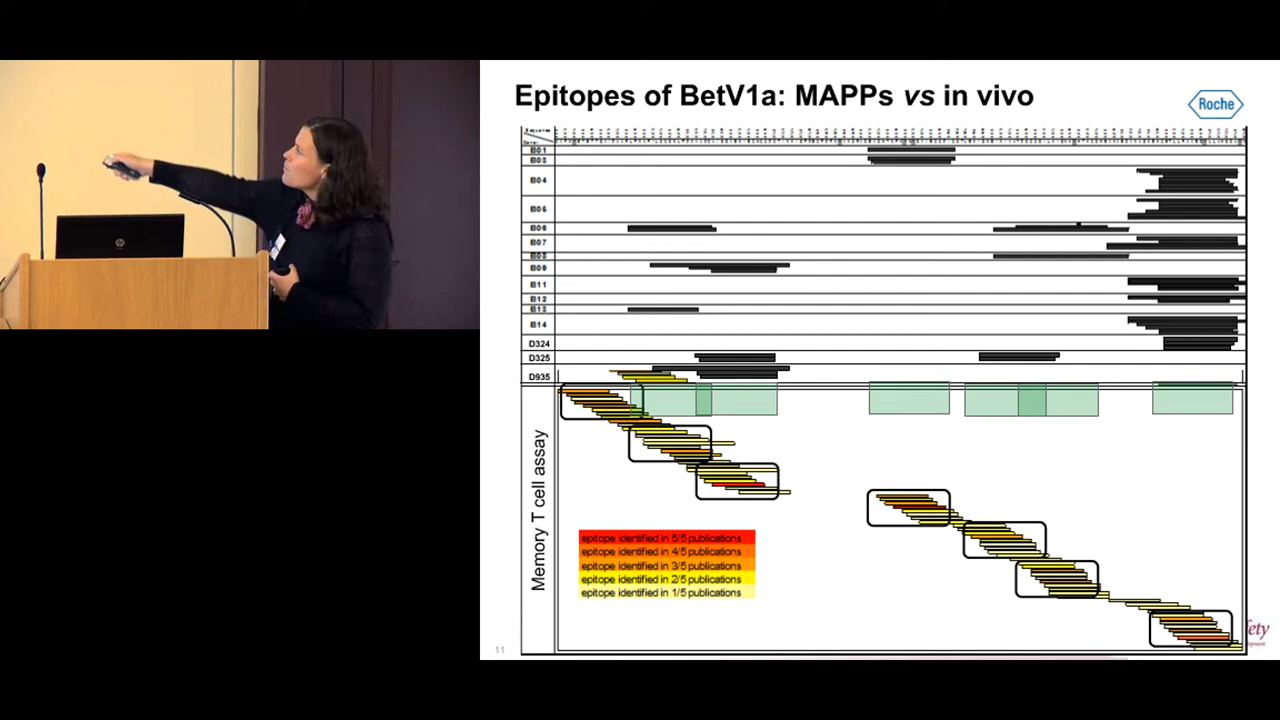 Epitopes of BetV1a: MAPPs vs in vivo
Roche
B01
B03
B04
B05
B06
B07
B08
B09
B11
B12
B13
B14
D324
D325
D935
Memory T cell assay
epitope identified in 5/5 publications
epitope identified in 4/5 publications
epitope identified in 3/5 publications
epitope identified in 2/5 publications
epitope identified in 1/5 publications
11